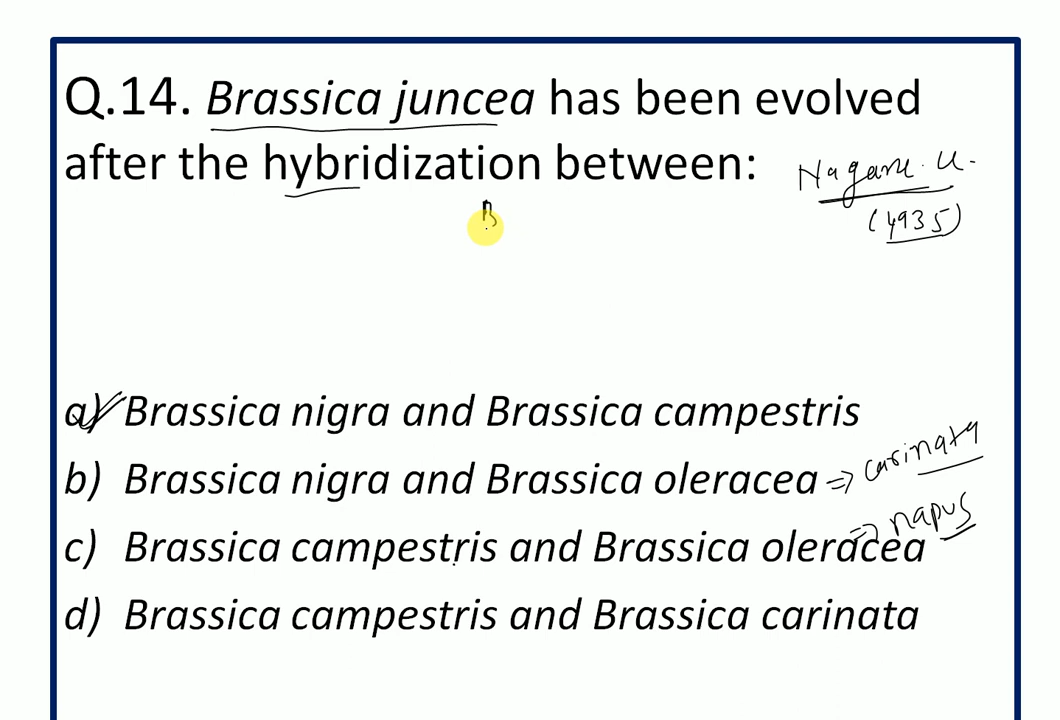 Q.14. Brassica juncea has been evolved
after the hybridization between:
Nagaru. U.
(1935)
B
a) Brassica nigra and Brassica campestris
b) Brassica nigra and Brassica oleracea => carinata
c) Brassica campestris and Brassica oleracea => napus
d) Brassica campestris and Brassica carinata